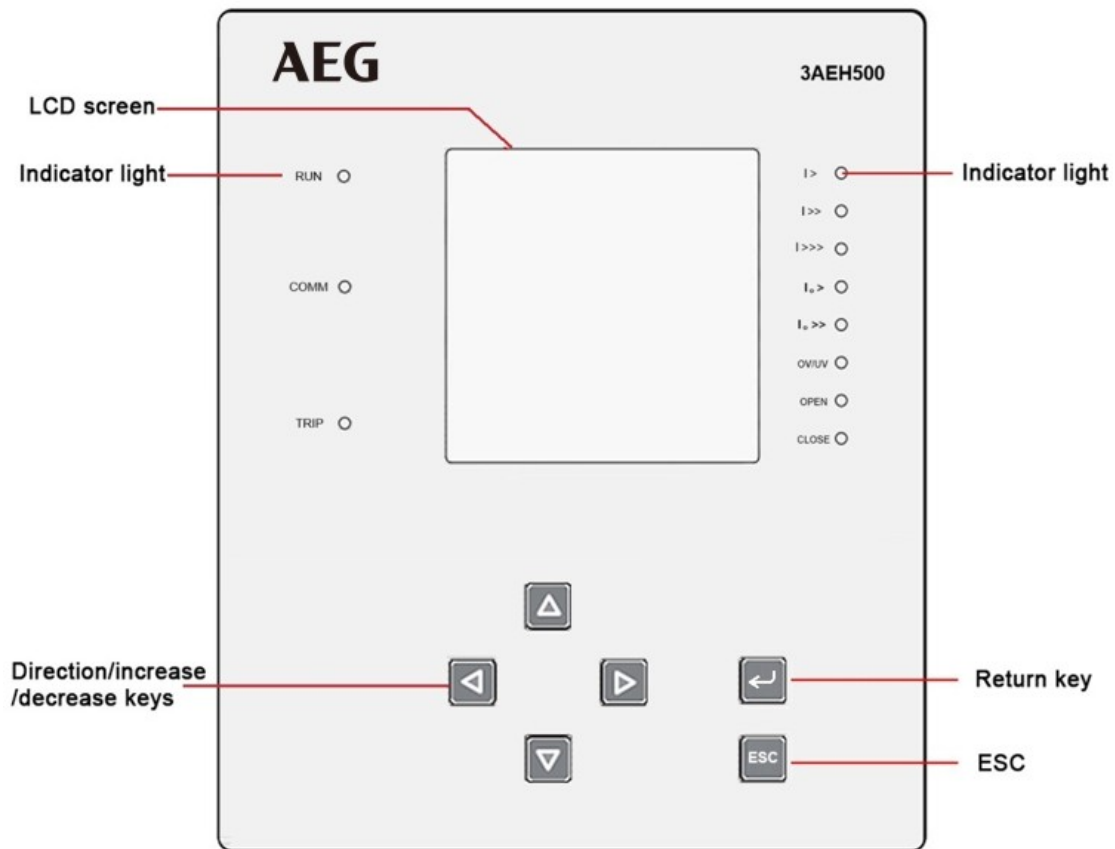 AEG
3AEH500
LCD screen
Indicator light
RUN
I>
Indicator light
I>>
I>>>
COMM
I₀>
I₀>>
OV/UV
OPEN
TRIP
CLOSE
Direction/increase
/decrease keys
Return key
ESC
ESC